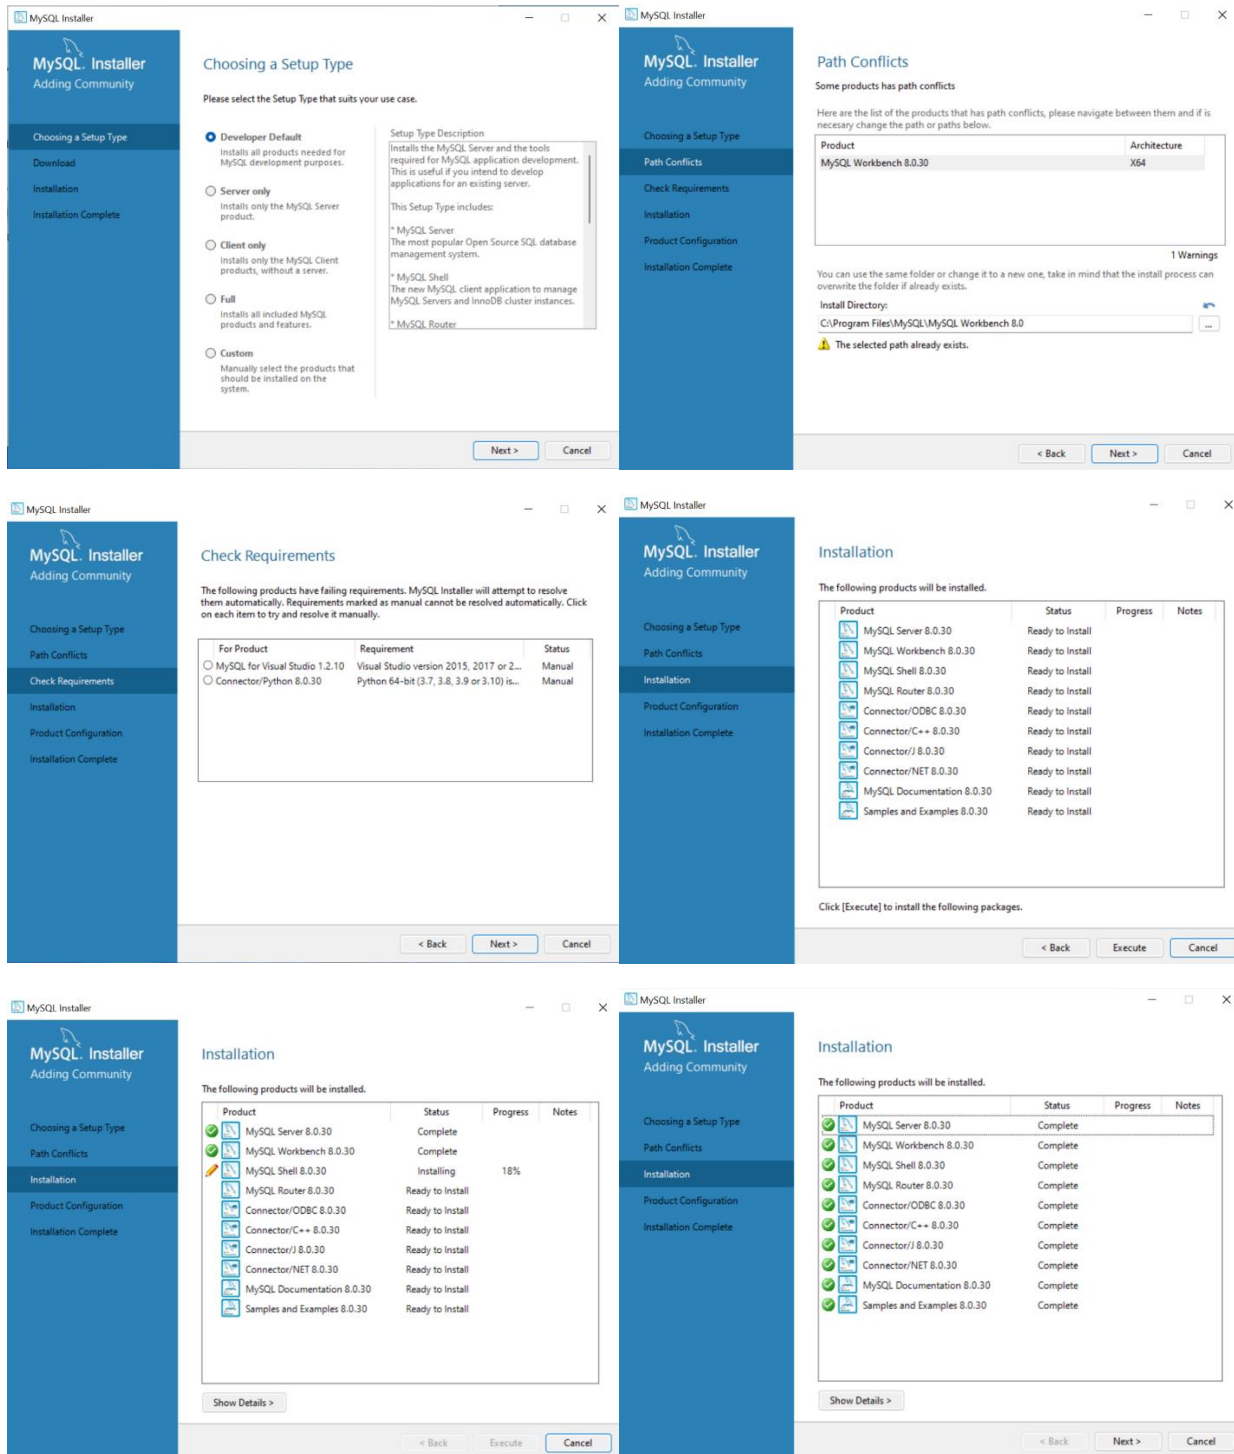 MySQL Installer
MySQL. Installer
Adding Community
Choosing a Setup Type
Download
Installation
Installation Complete
Choosing a Setup Type
Please select the Setup Type that suits your use case.
Developer Default
Installs all products needed for
MySQL development purposes.
Server only
Installs only the MySQL Server
product.
Client only
Installs only the MySQL Client
products, without a server.
Full
Installs all included MySQL
products and features.
Custom
Manually select the products that
should be installed on the
system.
Setup Type Description
Installs the MySQL Server and the tools
required for MySQL application development.
This is useful if you intend to develop
applications for an existing server.
This Setup Type includes:
* MySQL Server
The most popular Open Source SQL database
management system.
* MySQL Shell
The new MySQL client application to manage
MySQL Servers and InnoDB cluster instances.
* MySQL Router
Next >
Cancel
MySQL Installer
MySQL. Installer
Adding Community
Choosing a Setup Type
Path Conflicts
Check Requirements
Installation
Product Configuration
Installation Complete
Path Conflicts
Some products has path conflicts
Here are the list of the products that has path conflicts, please navigate between them and if is
necesary change the path or paths below.
Product Architecture
MySQL Workbench 8.0.30 X64
1 Warnings
You can use the same folder or change it to a new one, take in mind that the install process can
overwrite the folder if already exists.
Install Directory:
C:\Program Files\MySQL\MySQL Workbench 8.0
...
The selected path already exists.
< Back
Next >
Cancel
MySQL Installer
MySQL. Installer
Adding Community
Choosing a Setup Type
Path Conflicts
Check Requirements
Installation
Product Configuration
Installation Complete
Check Requirements
The following products have failing requirements. MySQL Installer will attempt to resolve
them automatically. Requirements marked as manual cannot be resolved automatically. Click
on each item to try and resolve it manually.
For Product Requirement Status
MySQL for Visual Studio 1.2.10 Visual Studio version 2015, 2017 or 2... Manual
Connector/Python 8.0.30 Python 64-bit (3.7, 3.8, 3.9 or 3.10) is... Manual
< Back
Next >
Cancel
MySQL Installer
MySQL. Installer
Adding Community
Choosing a Setup Type
Path Conflicts
Installation
Product Configuration
Installation Complete
Installation
The following products will be installed.
Product Status Progress Notes
MySQL Server 8.0.30 Ready to Install
MySQL Workbench 8.0.30 Ready to Install
MySQL Shell 8.0.30 Ready to Install
MySQL Router 8.0.30 Ready to Install
Connector/ODBC 8.0.30 Ready to Install
Connector/C++ 8.0.30 Ready to Install
Connector/J 8.0.30 Ready to Install
Connector/NET 8.0.30 Ready to Install
MySQL Documentation 8.0.30 Ready to Install
Samples and Examples 8.0.30 Ready to Install
Click [Execute] to install the following packages.
< Back
Execute
Cancel
MySQL Installer
MySQL. Installer
Adding Community
Choosing a Setup Type
Path Conflicts
Installation
Product Configuration
Installation Complete
Installation
The following products will be installed.
Product Status Progress Notes
MySQL Server 8.0.30 Complete
MySQL Workbench 8.0.30 Complete
MySQL Shell 8.0.30 Installing 18%
MySQL Router 8.0.30 Ready to Install
Connector/ODBC 8.0.30 Ready to Install
Connector/C++ 8.0.30 Ready to Install
Connector/J 8.0.30 Ready to Install
Connector/NET 8.0.30 Ready to Install
MySQL Documentation 8.0.30 Ready to Install
Samples and Examples 8.0.30 Ready to Install
Show Details >
< Back
Execute
Cancel
MySQL Installer
MySQL. Installer
Adding Community
Choosing a Setup Type
Path Conflicts
Installation
Product Configuration
Installation Complete
Installation
The following products will be installed.
Product Status Progress Notes
MySQL Server 8.0.30 Complete
MySQL Workbench 8.0.30 Complete
MySQL Shell 8.0.30 Complete
MySQL Router 8.0.30 Complete
Connector/ODBC 8.0.30 Complete
Connector/C++ 8.0.30 Complete
Connector/J 8.0.30 Complete
Connector/NET 8.0.30 Complete
MySQL Documentation 8.0.30 Complete
Samples and Examples 8.0.30 Complete
Show Details >
< Back
Next >
Cancel